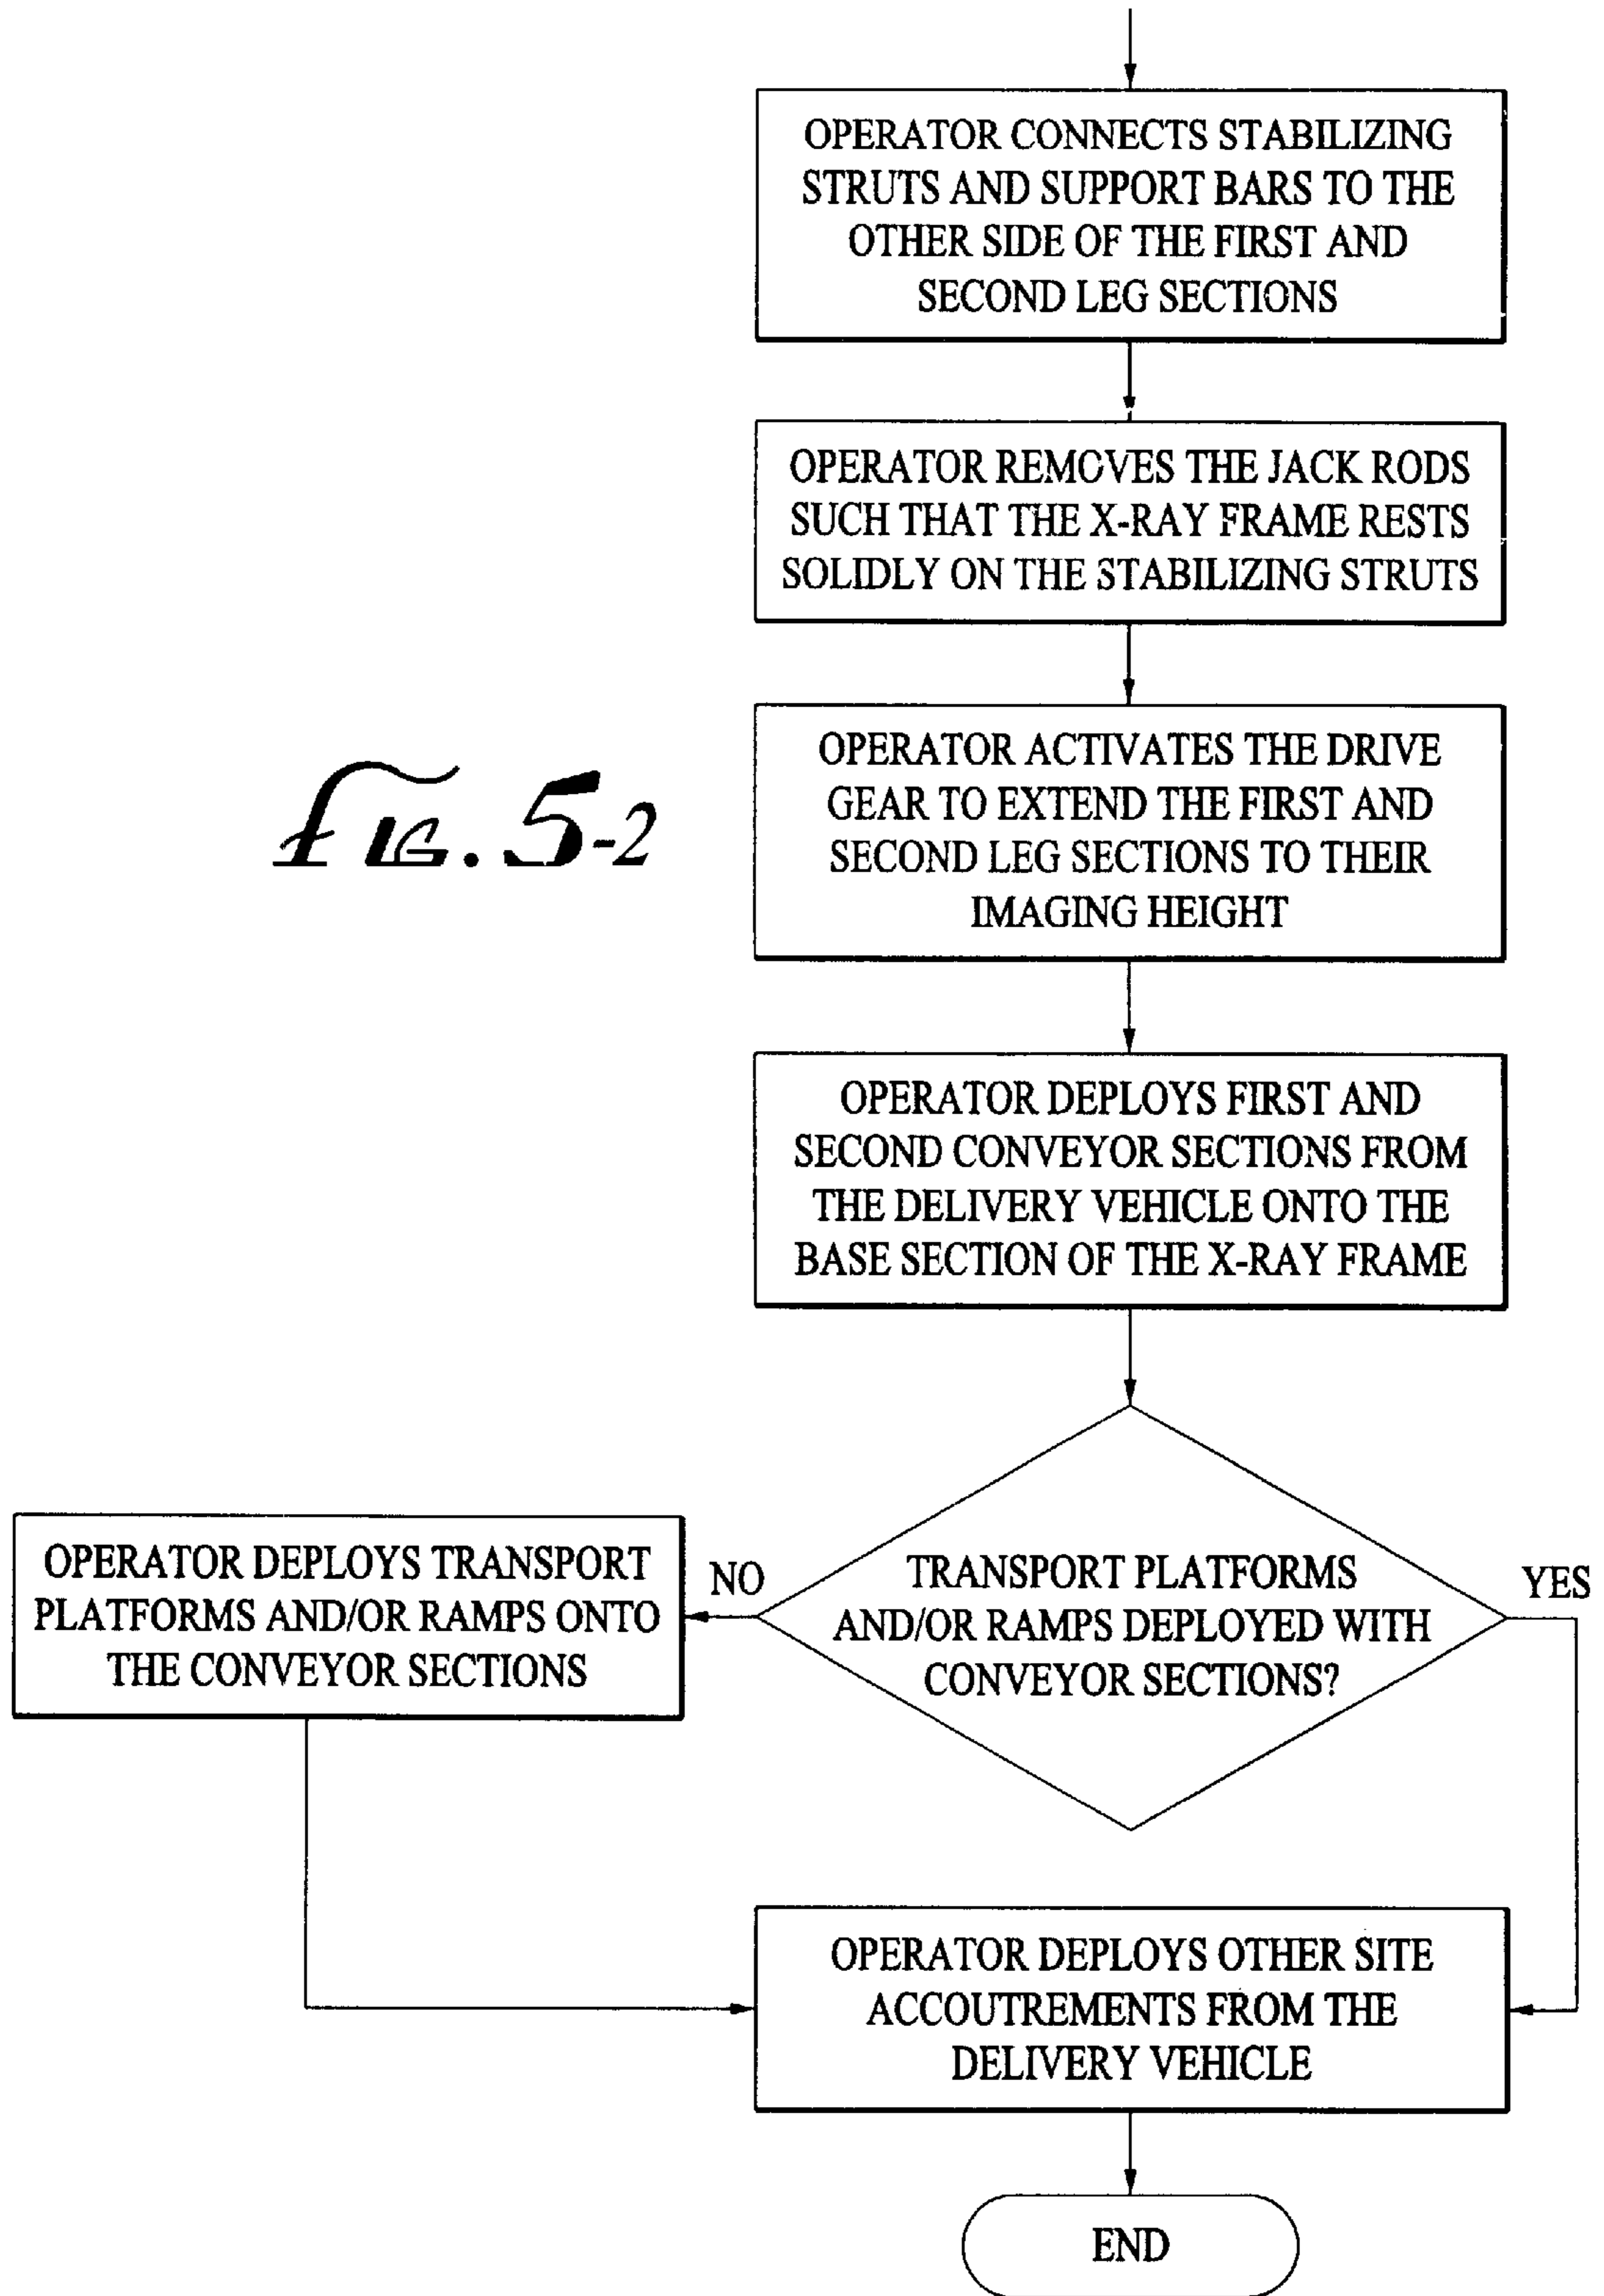 OPERATOR CONNECTS STABILIZING
STRUTS AND SUPPORT BARS TO THE
OTHER SIDE OF THE FIRST AND
SECOND LEG SECTIONS
OPERATOR REMOVES THE JACK RODS
SUCH THAT THE X-RAY FRAME RESTS
SOLIDLY ON THE STABILIZING STRUTS
OPERATOR ACTIVATES THE DRIVE
GEAR TO EXTEND THE FIRST AND
SECOND LEG SECTIONS TO THEIR
IMAGING HEIGHT
FIG. 5-2
OPERATOR DEPLOYS FIRST AND
SECOND CONVEYOR SECTIONS FROM
THE DELIVERY VEHICLE ONTO THE
BASE SECTION OF THE X-RAY FRAME
TRANSPORT PLATFORMS
AND/OR RAMPS DEPLOYED WITH
CONVEYOR SECTIONS?
NO
YES
OPERATOR DEPLOYS TRANSPORT
PLATFORMS AND/OR RAMPS ONTO
THE CONVEYOR SECTIONS
OPERATOR DEPLOYS OTHER SITE
ACCOUTREMENTS FROM THE
DELIVERY VEHICLE
END